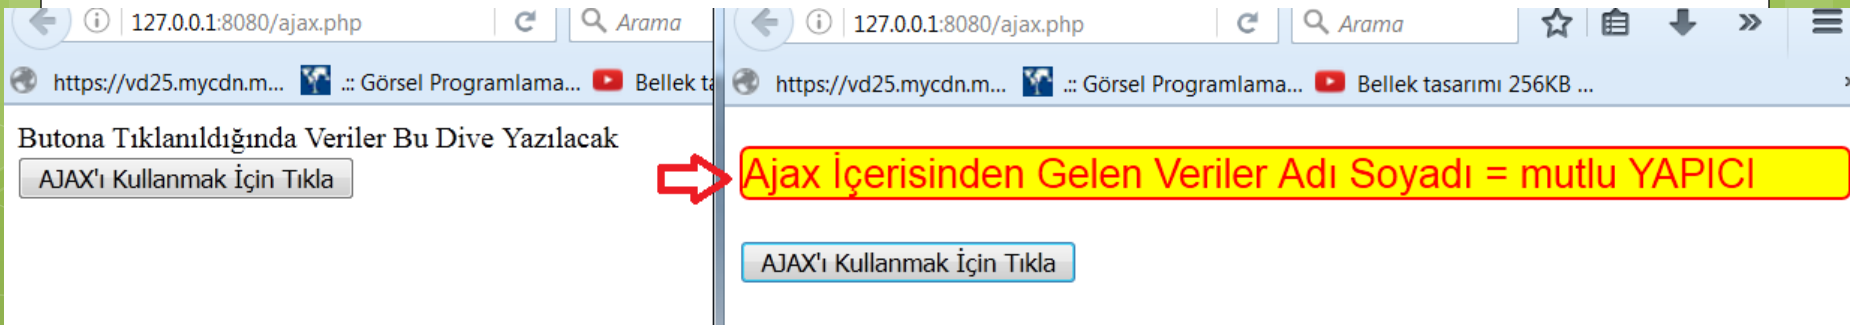 127.0.0.1:8080/ajax.php
Arama
https://vd25.mycdn.m... .:: Görsel Programlama... Bellek ta
Butona Tıklanıldığında Veriler Bu Dive Yazılacak
AJAX'ı Kullanmak İçin Tıkla
127.0.0.1:8080/ajax.php
Arama
https://vd25.mycdn.m... .:: Görsel Programlama... Bellek tasarımı 256KB ...
Ajax İçerisinden Gelen Veriler Adı Soyadı = mutlu YAPICI
AJAX'ı Kullanmak İçin Tıkla